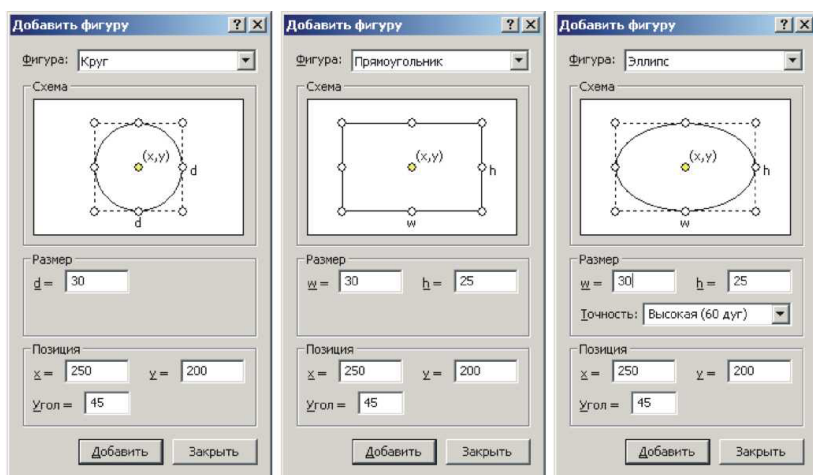 Добавить фигуру
Фигура: Круг
Схема
(x,y)
d
d
Размер
d = 30
Позиция
x = 250 y = 200
Угол = 45
Добавить Закрыть
Добавить фигуру
Фигура: Прямоугольник
Схема
(x,y)
h
w
Размер
w = 30 h = 25
Позиция
x = 250 y = 200
Угол = 45
Добавить Закрыть
Добавить фигуру
Фигура: Эллипс
Схема
(x,y)
h
w
Размер
w = 30 h = 25
Точность: Высокая (60 дуг)
Позиция
x = 250 y = 200
Угол = 45
Добавить Закрыть